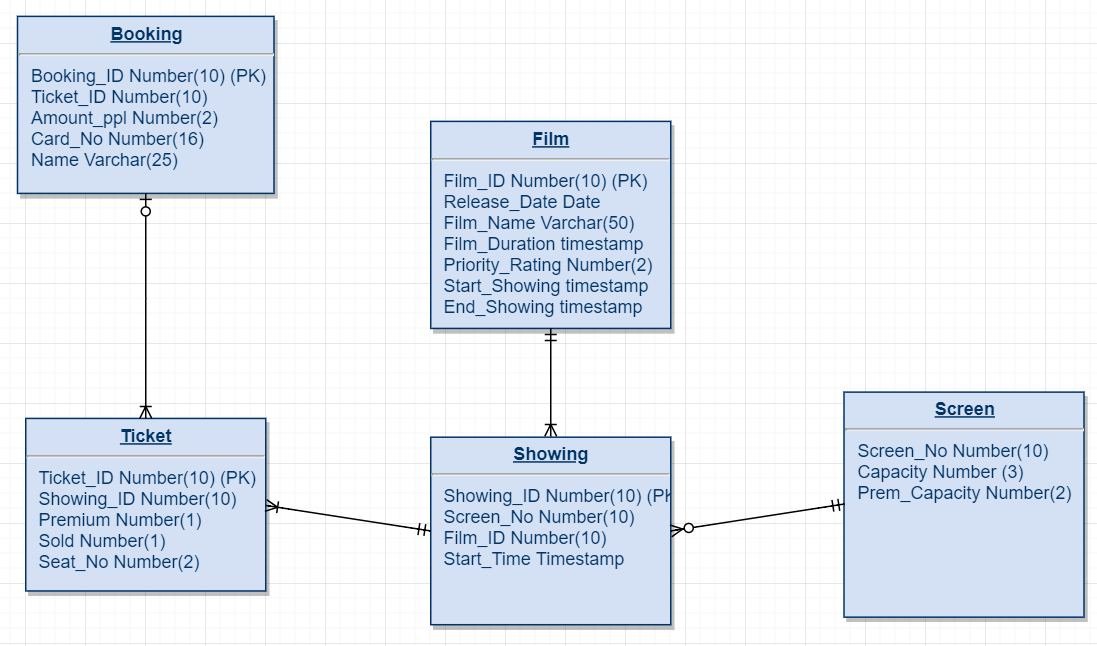 Booking
Booking_ID Number(10) (PK)
Ticket_ID Number(10)
Amount_ppl Number(2)
Card_No Number(16)
Name Varchar(25)
Film
Film_ID Number(10) (PK)
Release_Date Date
Film_Name Varchar(50)
Film_Duration timestamp
Priority_Rating Number(2)
Start_Showing timestamp
End_Showing timestamp
Ticket
Ticket_ID Number(10) (PK)
Showing_ID Number(10)
Premium Number(1)
Sold Number(1)
Seat_No Number(2)
Showing
Showing_ID Number(10) (PK
Screen_No Number(10)
Film_ID Number(10)
Start_Time Timestamp
Screen
Screen_No Number(10)
Capacity Number (3)
Prem_Capacity Number(2)